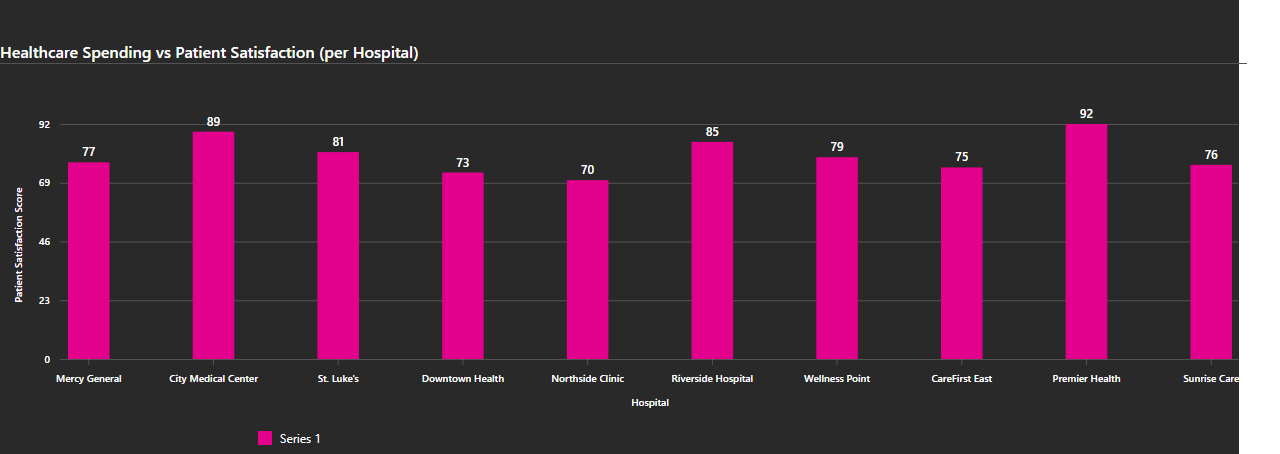 Healthcare Spending vs Patient Satisfaction (per Hospital)
Patient Satisfaction Score
92
69
46
23
0
77
89
81
73
70
85
79
75
92
76
Mercy General
City Medical Center
St. Luke's
Downtown Health
Northside Clinic
Riverside Hospital
Wellness Point
CareFirst East
Premier Health
Sunrise Care
Hospital
Series 1